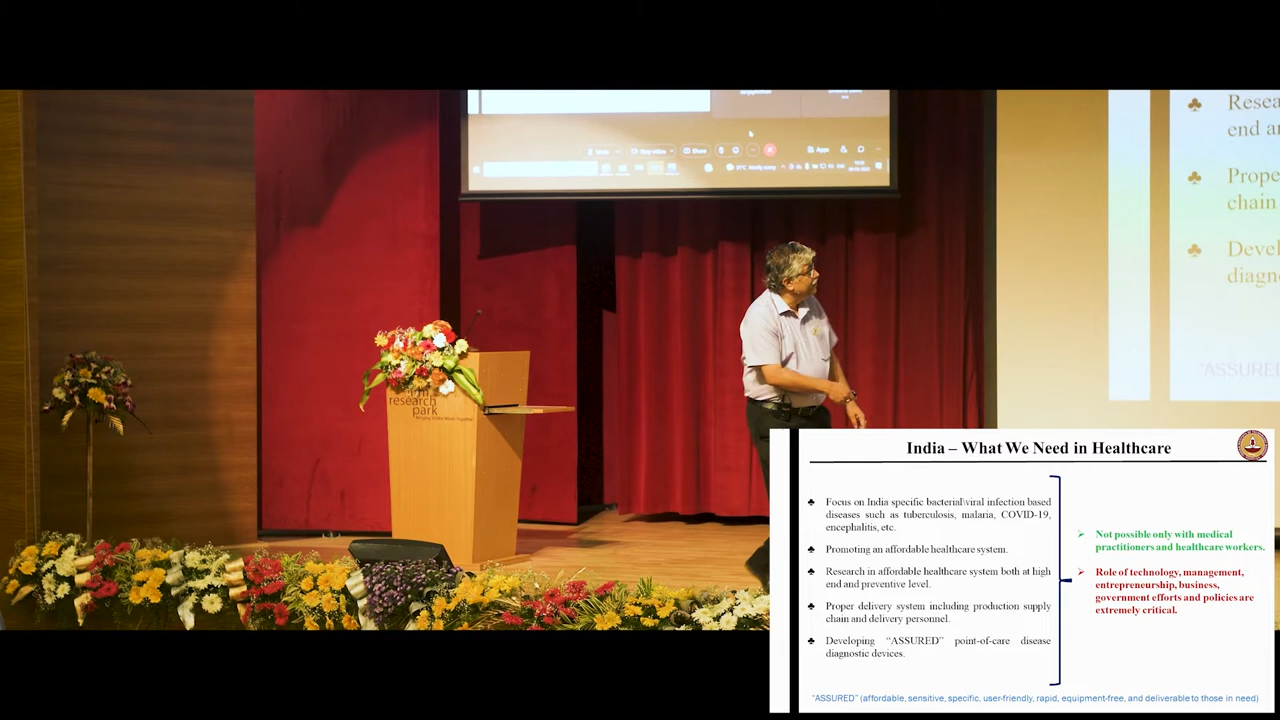 Share
Apps
Resea
end a
Prope
chain
Devel
diagno
"ASSURED
research
park
India – What We Need in Healthcare
♣ Focus on India specific bacterial\viral infection based
diseases such as tuberculosis, malaria, COVID-19,
encephalitis, etc.
♣ Promoting an affordable healthcare system.
♣ Research in affordable healthcare system both at high
end and preventive level.
♣ Proper delivery system including production supply
chain and delivery personnel.
♣ Developing “ASSURED” point-of-care disease
diagnostic devices.
➢ Not possible only with medical
practitioners and healthcare workers.
➢ Role of technology, management,
entrepreneurship, business,
government efforts and policies are
extremely critical.
“ASSURED” (affordable, sensitive, specific, user-friendly, rapid, equipment-free, and deliverable to those in need)